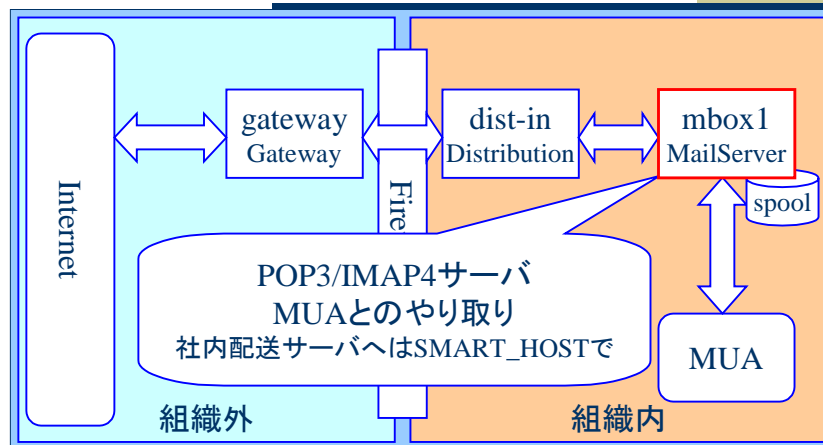 Internet
gateway
Gateway
Fire
dist-in
Distribution
mbox1
MailServer
spool
POP3/IMAP4サーバ
MUAとのやり取り
社内配送サーバへはSMART_HOSTで
MUA
組織外
組織内